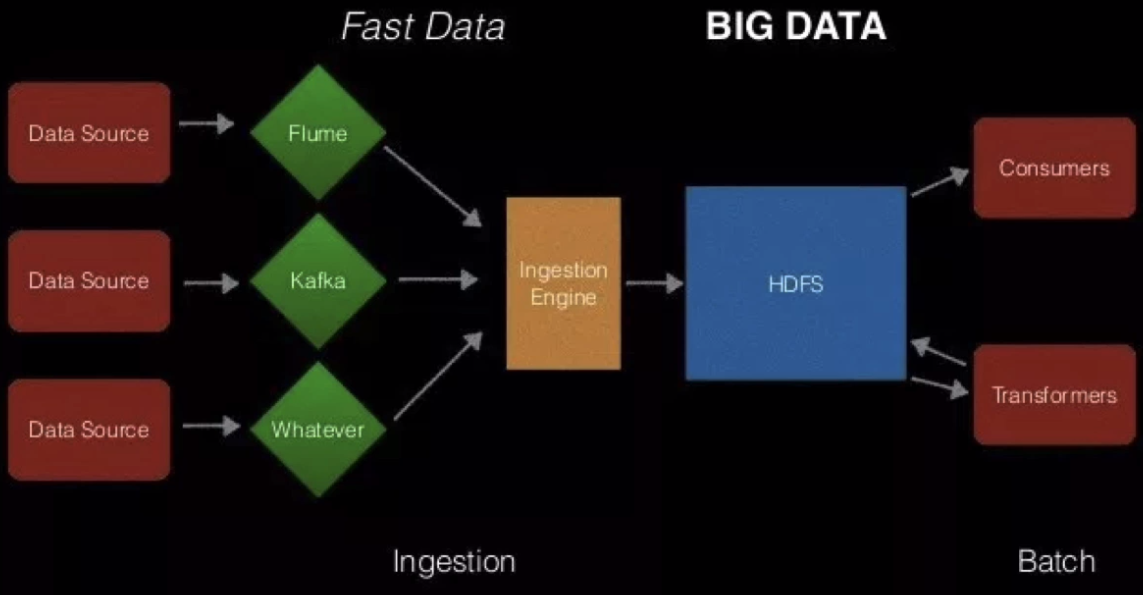 Fast Data
BIG DATA
Data Source
Flume
Consumers
Data Source
Kafka
Ingestion
Engine
HDFS
Data Source
Whatever
Transformers
Ingestion
Batch